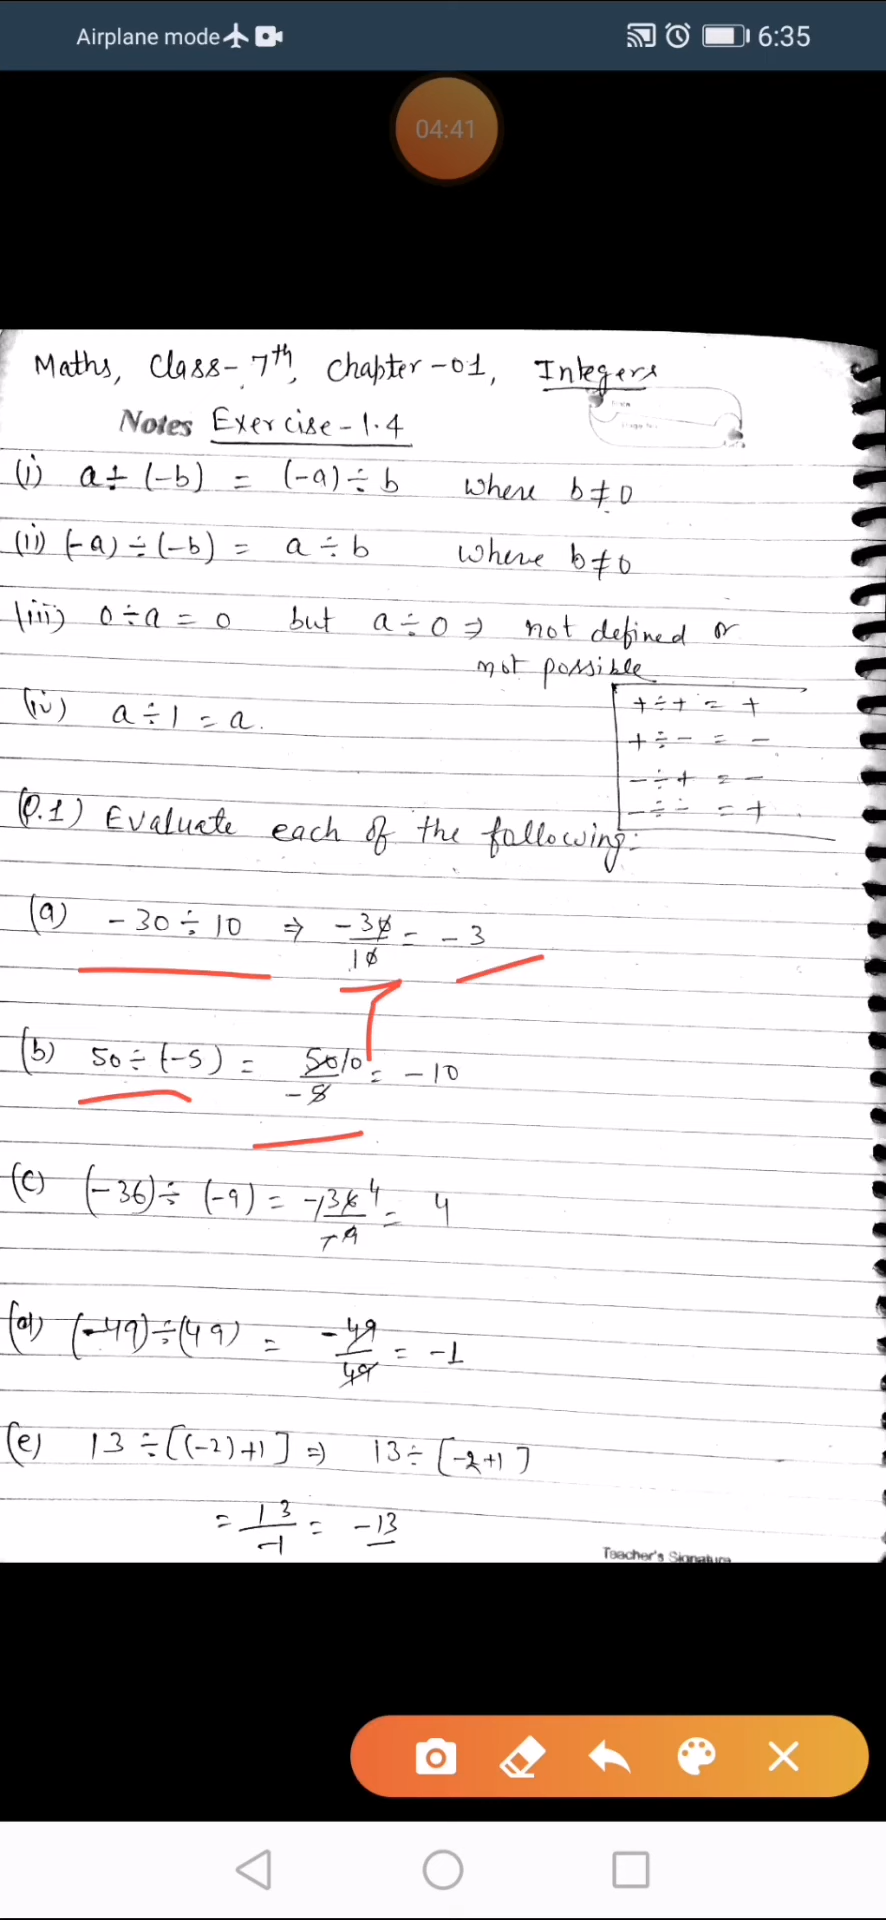 Airplane mode 6:35
04:41
Maths, Class- 7th, Chapter -01, Integers
Notes Exercise - 1.4
(i) a ÷ (-b) = (-a) ÷ b where b ≠ 0
(ii) (-a) ÷ (-b) = a ÷ b where b ≠ 0
(iii) 0 ÷ a = 0 but a ÷ 0 ⇒ not defined or
not possible
(iv) a ÷ 1 = a.
+ ÷ + = +
+ ÷ - = -
- ÷ + = -
- ÷ - = +
(Q.1) Evaluate each of the following:
(a) -30 ÷ 10 ⇒ -30/10 = -3
(b) 50 ÷ (-5) = 50/-5 10 = -10
(c) (-36) ÷ (-9) = -36/-9 4 = 4
(d) (-49) ÷ (49) = -49/49 = -1
(e) 13 ÷ [(-2)+1] ⇒ 13 ÷ [-2+1]
= 13/-1 = -13
Teacher's Signature